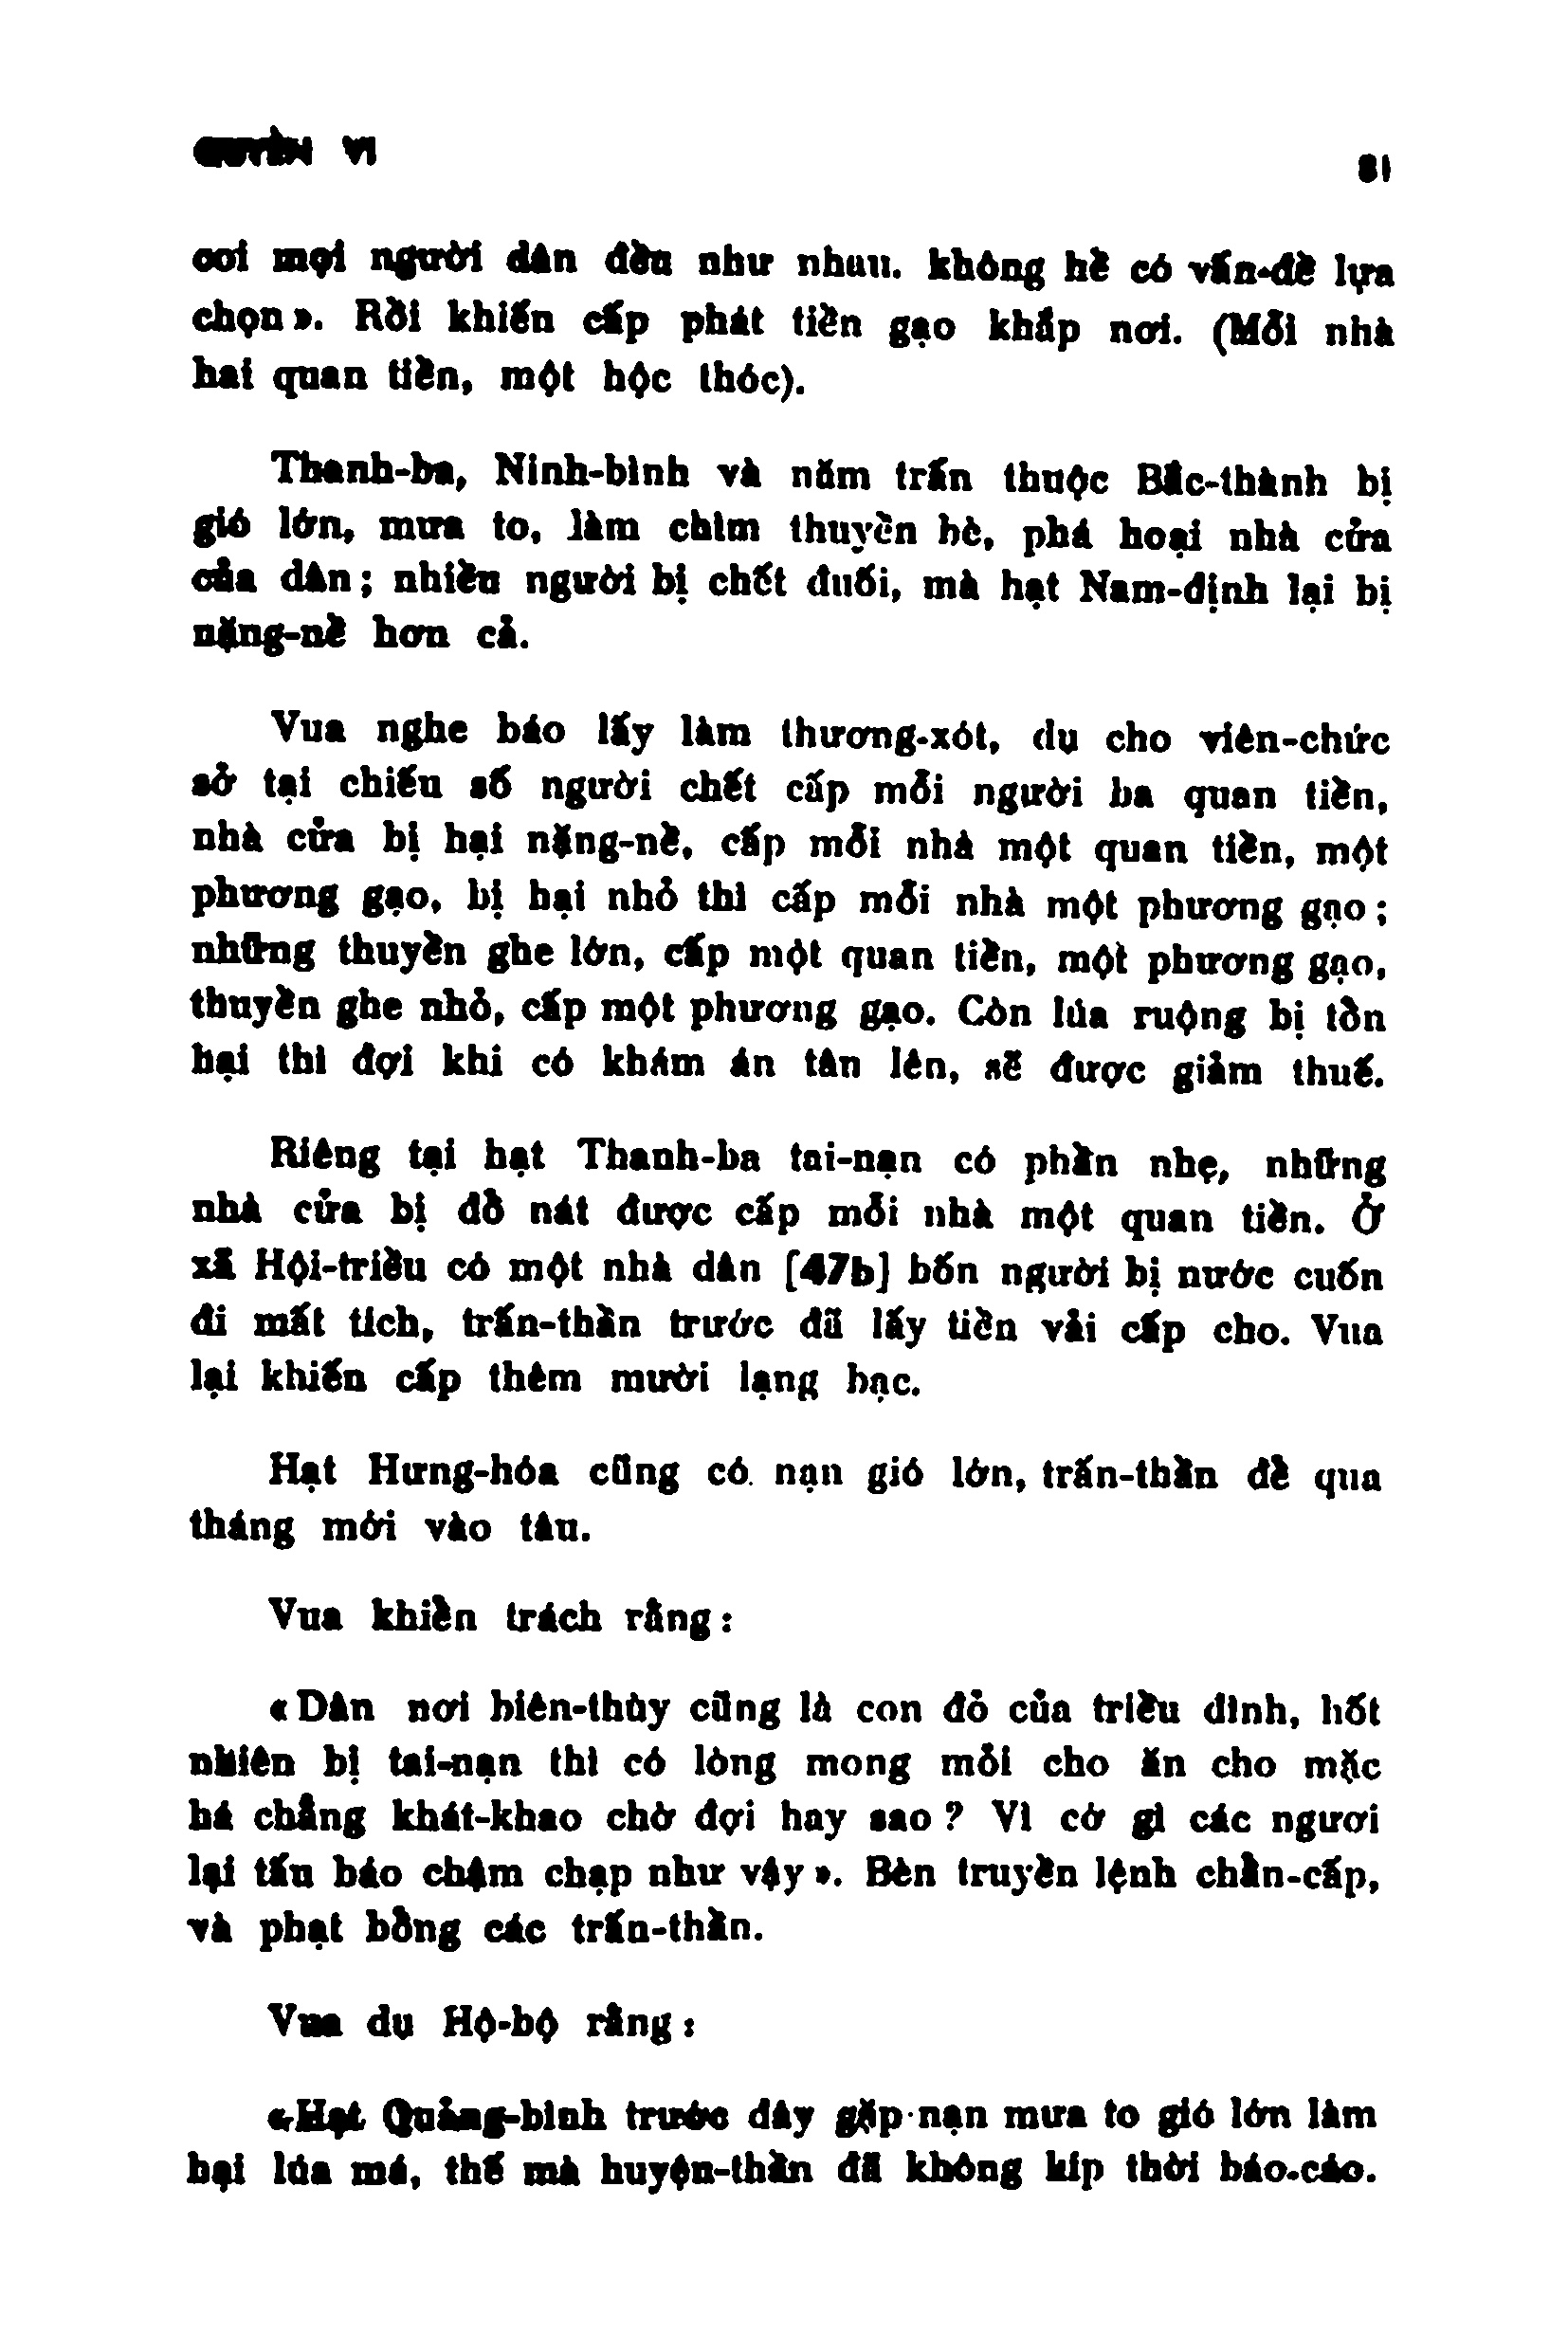 QUYỂN VI
81
coi mọi người dân đều như nhau. không hề có vấn-đề lựa
chọn». Rồi khiến cấp phát tiền gạo khắp nơi. (Mỗi nhà
hai quan tiền, một hộc thóc).
Thanh-ba, Ninh-bình và năm trấn thuộc Bắc-thành bị
gió lớn, mưa to, làm chìm thuyền bè, phá hoại nhà cửa
của dân; nhiều người bị chết đuối, mà hạt Nam-định lại bị
nặng-nề hơn cả.
Vua nghe báo lấy làm thương-xót, dụ cho viên-chức
sở tại chiếu số người chết cấp mỗi người ba quan tiền,
nhà cửa bị hại nặng-nề, cấp mỗi nhà một quan tiền, một
phương gạo, bị hại nhỏ thì cấp mỗi nhà một phương gạo;
những thuyền ghe lớn, cấp một quan tiền, một phương gạo,
thuyền ghe nhỏ, cấp một phương gạo. Còn lúa ruộng bị tổn
hại thì đợi khi có khám án tân lên, sẽ được giảm thuế.
Riêng tại hạt Thanh-ba tai-nạn có phần nhẹ, những
nhà cửa bị đổ nát được cấp mỗi nhà một quan tiền. Ở
xã Hội-triều có một nhà dân [47b] bốn người bị nước cuốn
đi mất tích, trấn-thần trước đã lấy tiền vải cấp cho. Vua
lại khiến cấp thêm mười lạng bạc.
Hạt Hưng-hóa cũng có nạn gió lớn, trấn-thần để qua
tháng mới vào tâu.
Vua khiển trách rằng:
«Dân nơi biên-thùy cũng là con đỏ của triều đình, hốt
nhiên bị tai-nạn thì có lòng mong mỏi cho ăn cho mặc
há chẳng khát-khao chờ đợi hay sao? Vì cớ gì các ngươi
lại tấu báo chậm chạp như vậy». Bèn truyền lệnh chẩn-cấp,
và phạt bổng các trấn-thần.
Vua dụ Hộ-bộ rằng:
«Hạt Quảng-bình trước đây gặp nạn mưa to gió lớn làm
hại lúa má, thế mà huyện-thần đã không kịp thời báo-cáo.